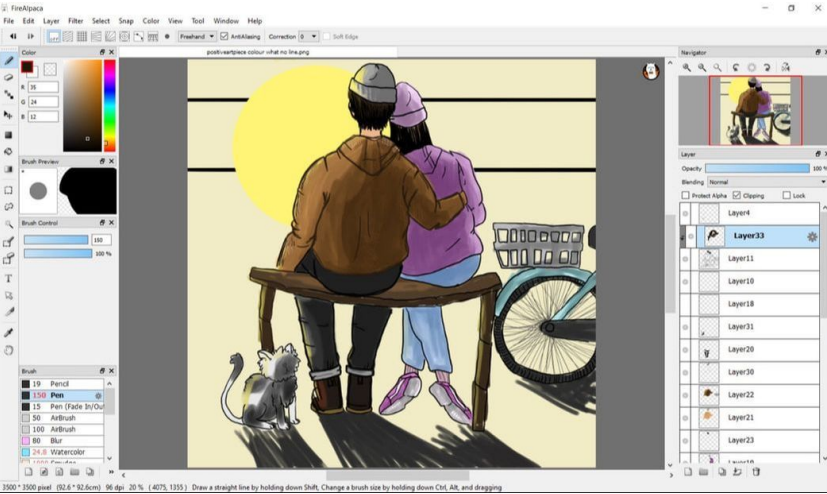 FireAlpaca
File Edit Layer Filter Select Snap Color View Tool Window Help
Freehand AntiAliasing Correction 0 Soft Edge
positiveartpiece colour what no line.png
Color
R 35
G 24
B 12
Brush Preview
Brush Control
150
100 %
Brush
19 Pencil
150 Pen
15 Pen (Fade In/Out
50 AirBrush
100 AirBrush
80 Blur
24.8 Watercolor
Navigator
Layer
Opacity 100 %
Blending Normal
Protect Alpha Clipping Lock
Layer4
Layer33
Layer11
Layer10
Layer18
Layer31
Layer20
Layer30
Layer22
Layer21
Layer23
3500 * 3500 pixel (92.6 * 92.6cm) 96 dpi 20 % ( 4075, 1355 ) Draw a straight line by holding down Shift, Change a brush size by holding down Ctrl, Alt, and dragging